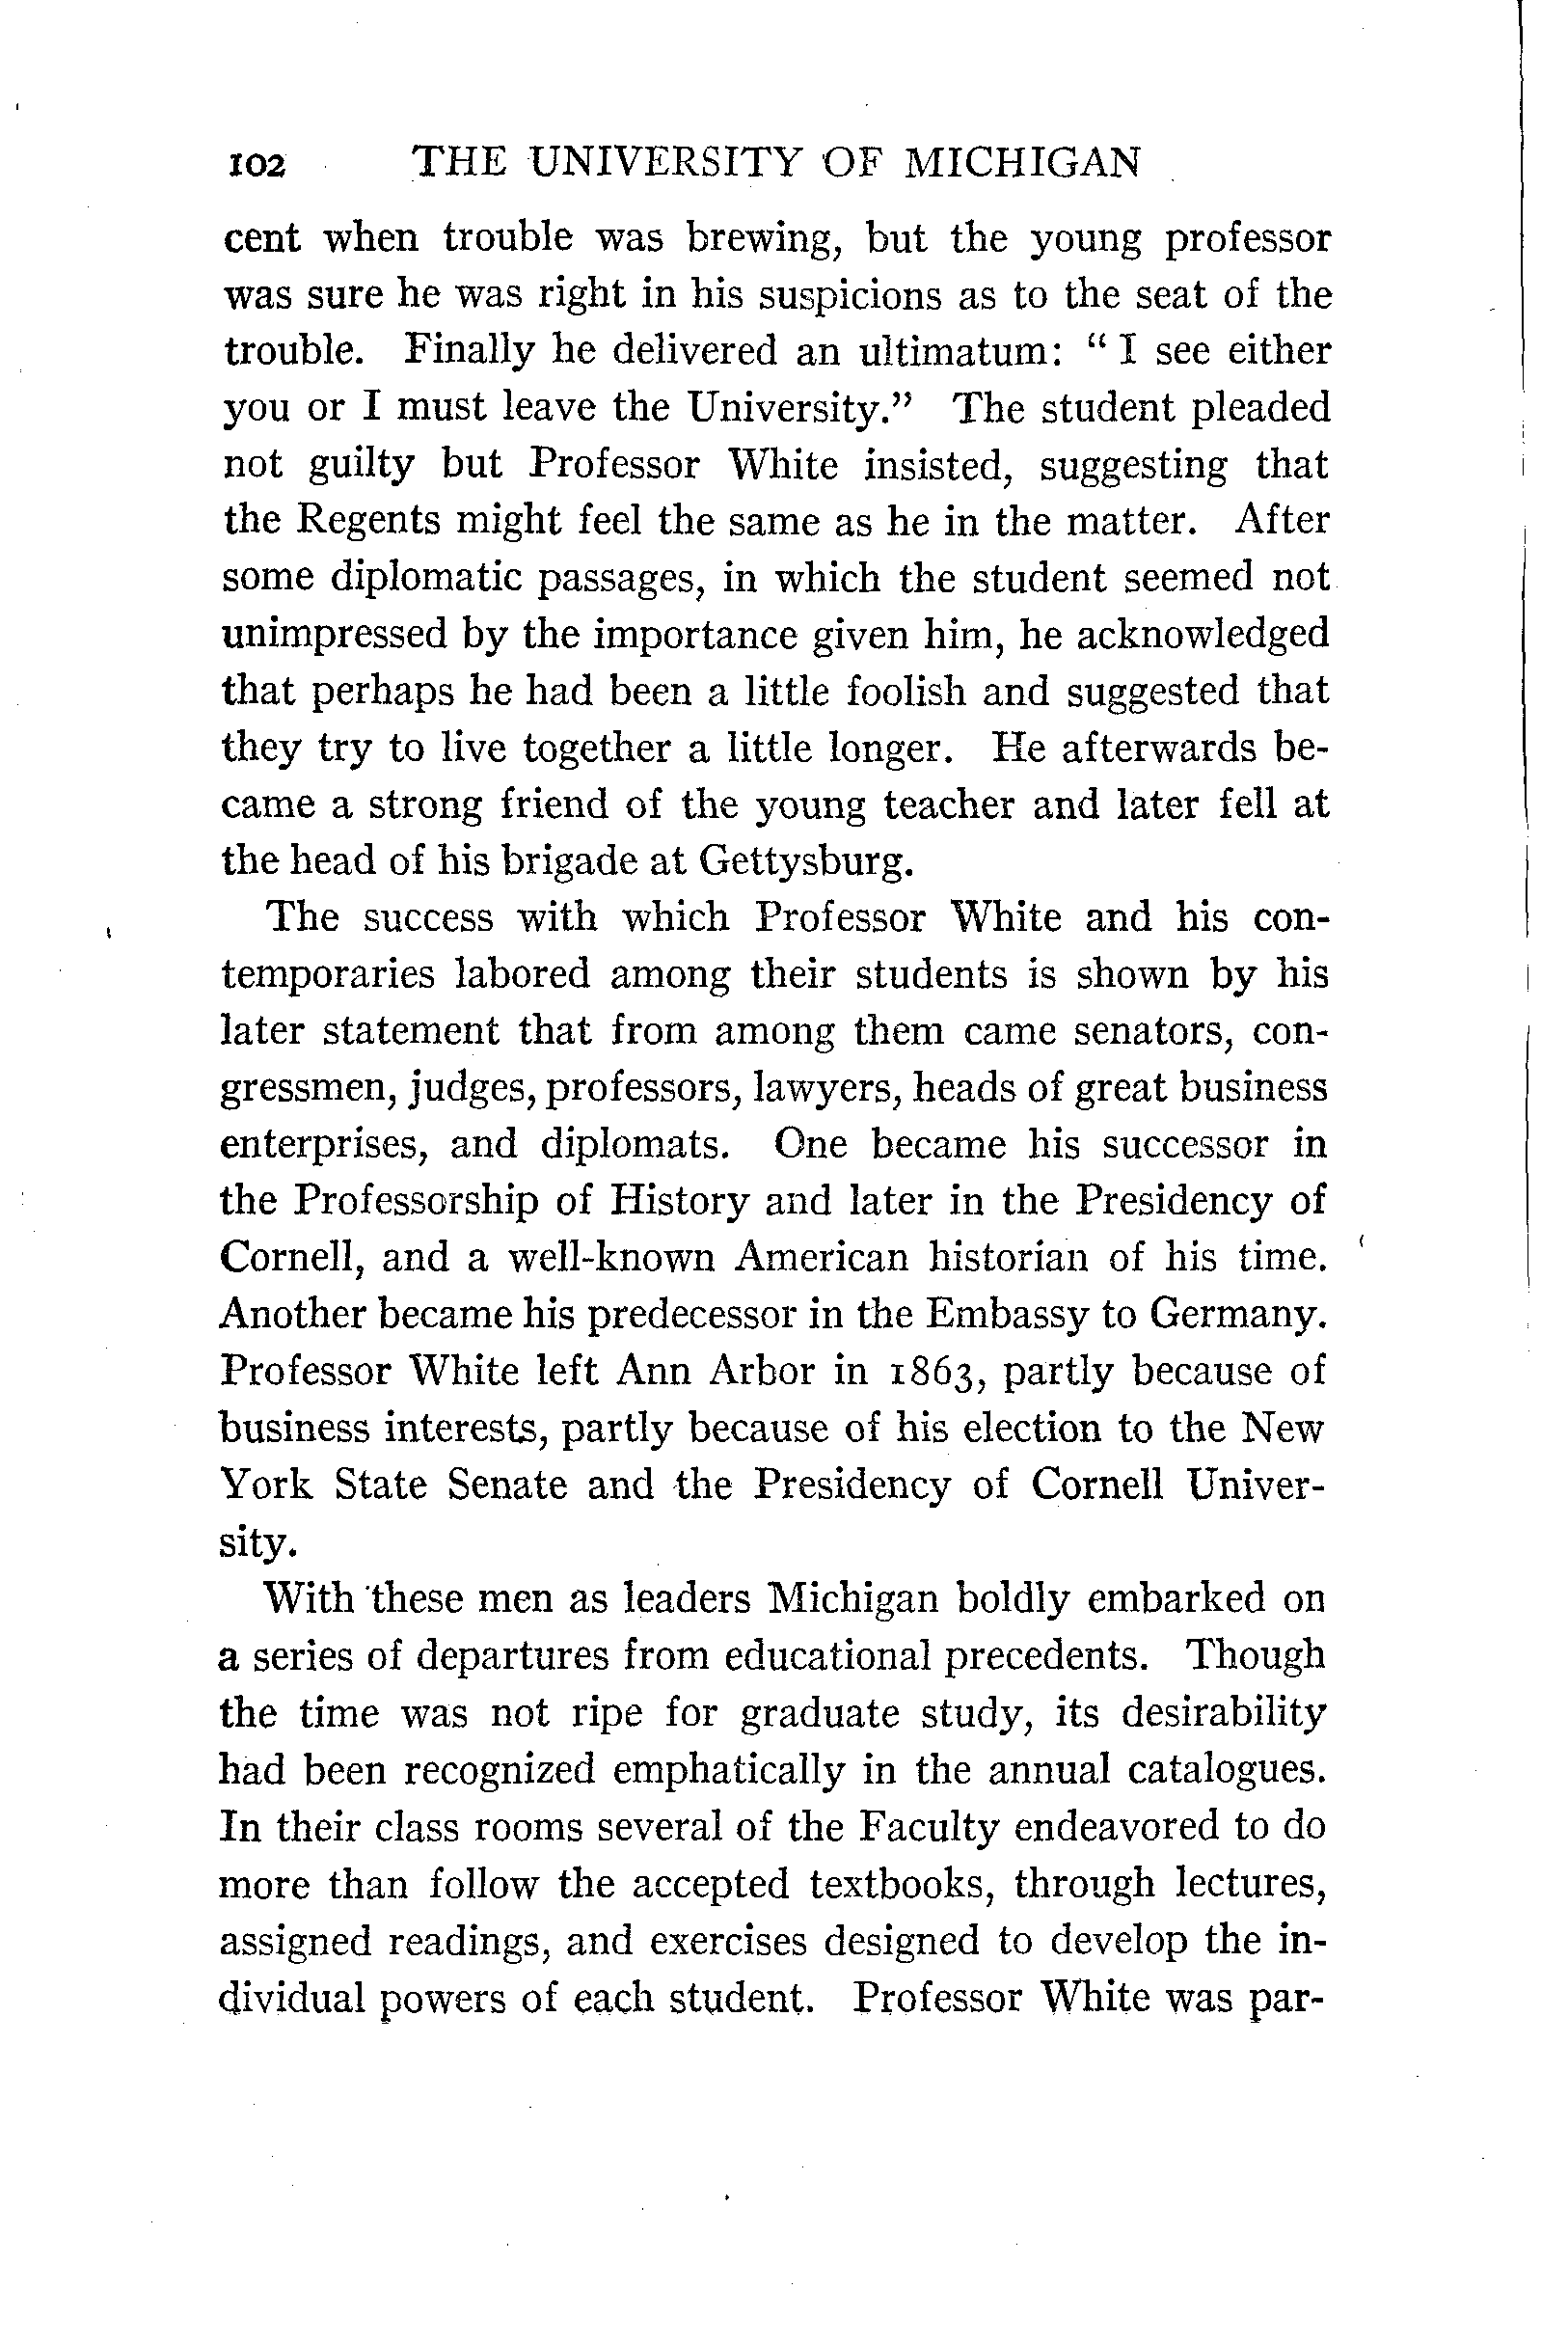 102 THE UNIVERSITY OF MICHIGAN
cent when trouble was brewing, but the young professor
was sure he was right in his suspicions as to the seat of the
trouble. Finally he delivered an ultimatum: “ I see either
you or I must leave the University.” The student pleaded
not guilty but Professor White insisted, suggesting that
the Regents might feel the same as he in the matter. After
some diplomatic passages, in which the student seemed not
unimpressed by the importance given him, he acknowledged
that perhaps he had been a little foolish and suggested that
they try to live together a little longer. He afterwards be-
came a strong friend of the young teacher and later fell at
the head of his brigade at Gettysburg.
The success with which Professor White and his con-
temporaries labored among their students is shown by his
later statement that from among them came senators, con-
gressmen, judges, professors, lawyers, heads of great business
enterprises, and diplomats. One became his successor in
the Professorship of History and later in the Presidency of
Cornell, and a well-known American historian of his time.
Another became his predecessor in the Embassy to Germany.
Professor White left Ann Arbor in 1863, partly because of
business interests, partly because of his election to the New
York State Senate and the Presidency of Cornell Univer-
sity.
With these men as leaders Michigan boldly embarked on
a series of departures from educational precedents. Though
the time was not ripe for graduate study, its desirability
had been recognized emphatically in the annual catalogues.
In their class rooms several of the Faculty endeavored to do
more than follow the accepted textbooks, through lectures,
assigned readings, and exercises designed to develop the in-
dividual powers of each student. Professor White was par-